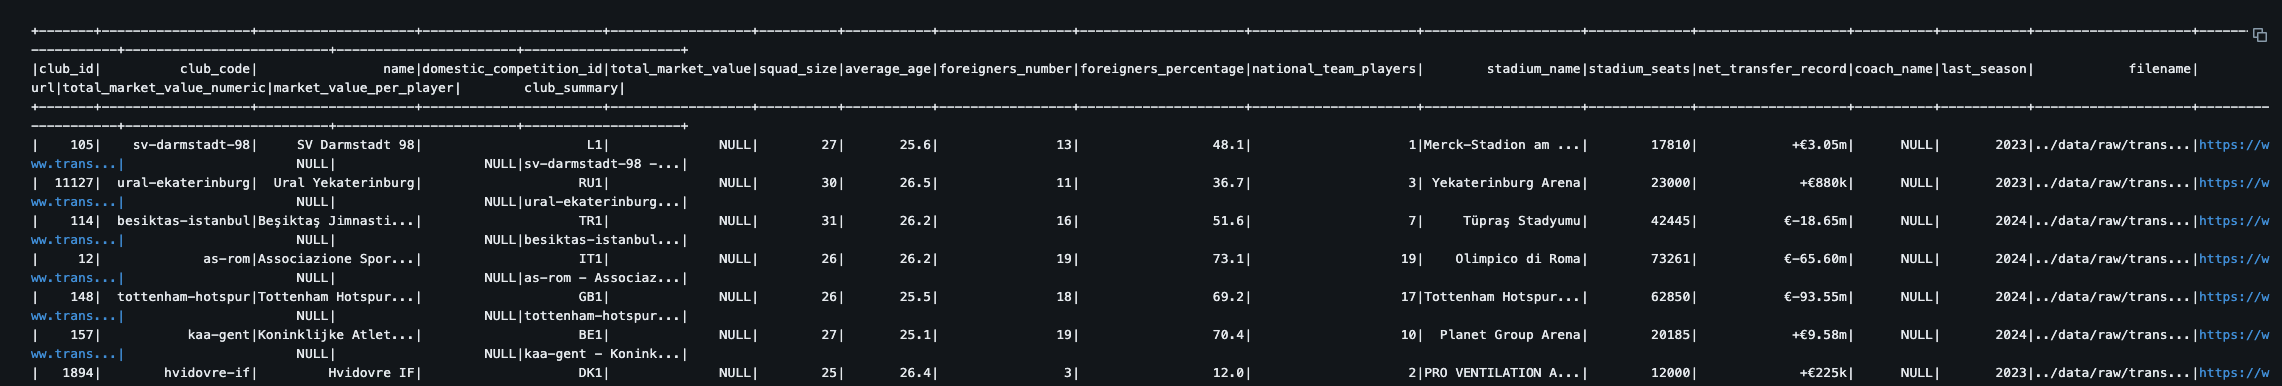 +-------+-----------------+-----------------+--------------------+------------------+----------+-----------+------------------+----------------------+---------------------+--------------------+-------------+-------------------+----------+-----------+--------------------+------
----------+-------------------------+-----------------------+--------------------+
|club_id| club_code| name|domestic_competition_id|total_market_value|squad_size|average_age|foreigners_number|foreigners_percentage|national_team_players| stadium_name|stadium_seats|net_transfer_record|coach_name|last_season| filename|
url|total_market_value_numeric|market_value_per_player| club_summary|
+-------+-----------------+-----------------+--------------------+------------------+----------+-----------+------------------+----------------------+---------------------+--------------------+-------------+-------------------+----------+-----------+--------------------+---------
----------+-------------------------+-----------------------+--------------------+
| 105| sv-darmstadt-98| SV Darmstadt 98| L1| NULL| 27| 25.6| 13| 48.1| 1|Merck-Stadion am ...| 17810| +€3.05m| NULL| 2023|../data/raw/trans...|https://w
ww.trans...| NULL| NULL|sv-darmstadt-98 -...|
| 11127| ural-ekaterinburg| Ural Yekaterinburg| RU1| NULL| 30| 26.5| 11| 36.7| 3| Yekaterinburg Arena| 23000| +€880k| NULL| 2023|../data/raw/trans...|https://w
ww.trans...| NULL| NULL|ural-ekaterinburg...|
| 114| besiktas-istanbul|Beşiktaş Jimnasti...| TR1| NULL| 31| 26.2| 16| 51.6| 7| Tüpraş Stadyumu| 42445| €-18.65m| NULL| 2024|../data/raw/trans...|https://w
ww.trans...| NULL| NULL|besiktas-istanbul...|
| 12| as-rom|Associazione Spor...| IT1| NULL| 26| 26.2| 19| 73.1| 19| Olimpico di Roma| 73261| €-65.60m| NULL| 2024|../data/raw/trans...|https://w
ww.trans...| NULL| NULL|as-rom - Associaz...|
| 148| tottenham-hotspur|Tottenham Hotspur...| GB1| NULL| 26| 25.5| 18| 69.2| 17|Tottenham Hotspur...| 62850| €-93.55m| NULL| 2024|../data/raw/trans...|https://w
ww.trans...| NULL| NULL|tottenham-hotspur...|
| 157| kaa-gent|Koninklijke Atlet...| BE1| NULL| 27| 25.1| 19| 70.4| 10| Planet Group Arena| 20185| +€9.58m| NULL| 2024|../data/raw/trans...|https://w
ww.trans...| NULL| NULL|kaa-gent - Konink...|
| 1894| hvidovre-if| Hvidovre IF| DK1| NULL| 25| 26.4| 3| 12.0| 2|PRO VENTILATION A...| 12000| +€225k| NULL| 2023|../data/raw/trans...|https://w